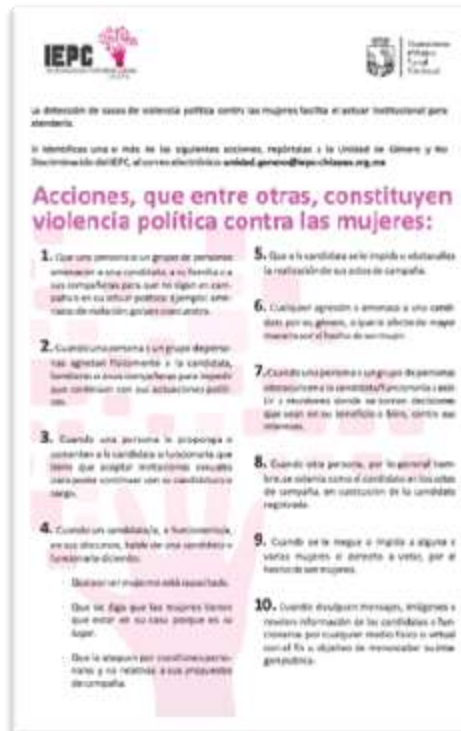 IEPC
La detección de casos de violencia política contra las mujeres facilita el actuar institucional para
atenderla.
Si identificas una o más de las siguientes acciones, repórtalas a la Unidad de Género y No
Discriminación del IEPC, al correo electrónico: unidad.genero@iepc-chiapas.org.mx
Acciones, que entre otras, constituyen
violencia política contra las mujeres:
1. Que una persona o un grupo de personas
amenacen a una candidata, a su familia o a
sus compañeras para que no sigan en cam-
paña o en su actuar político. Ejemplo: ame-
nazas de violación, golpes o secuestro.
2. Cuando una persona o un grupo de perso-
nas agredan físicamente a la candidata,
familiares o a sus compañeras para impedir
que continúen con sus actuaciones políti-
cas.
3. Cuando una persona le proponga o
a la candidata o funcionaria que
tiene que aceptar invitaciones sexuales
para poder continuar con su candidatura o
cargo.
4. Cuando un candidato/a, o funcionario/a,
en sus discursos, hable de una candidata o
funcionaria diciendo:
Que por ser mujer no está capacitada.
Que se diga que las mujeres tienen
que estar en su casa porque es su
lugar.
Que la ataquen por cuestiones perso-
nales y no relativas a sus propuestas
de campaña.
5. Que a la candidata se le impida u obstaculice
la realización de sus actos de campaña.
6. Cualquier agresión o amenaza a una candi-
data por su género, o que le afecte de mayor
manera por el hecho de ser mujer.
7. Cuando una persona o un grupo de personas
a la candidata/funcionaria a asis-
tir a reuniones donde se tomen decisiones
que sean en su beneficio o bien, contra sus
intereses.
8. Cuando otra persona, por lo general hom-
bre, se ostenta como el candidato en los actos
de campaña, en sustitución de la candidata
registrada.
9. Cuando se le niegue o impida a alguna o
varias mujeres el derecho a votar, por el
hecho de ser mujeres.
10. Cuando divulguen mensajes, imágenes o
revelen información de las candidatas o fun-
cionarias por cualquier medio físico o virtual
con el fin u objetivo de menoscabar su ima-
gen pública.